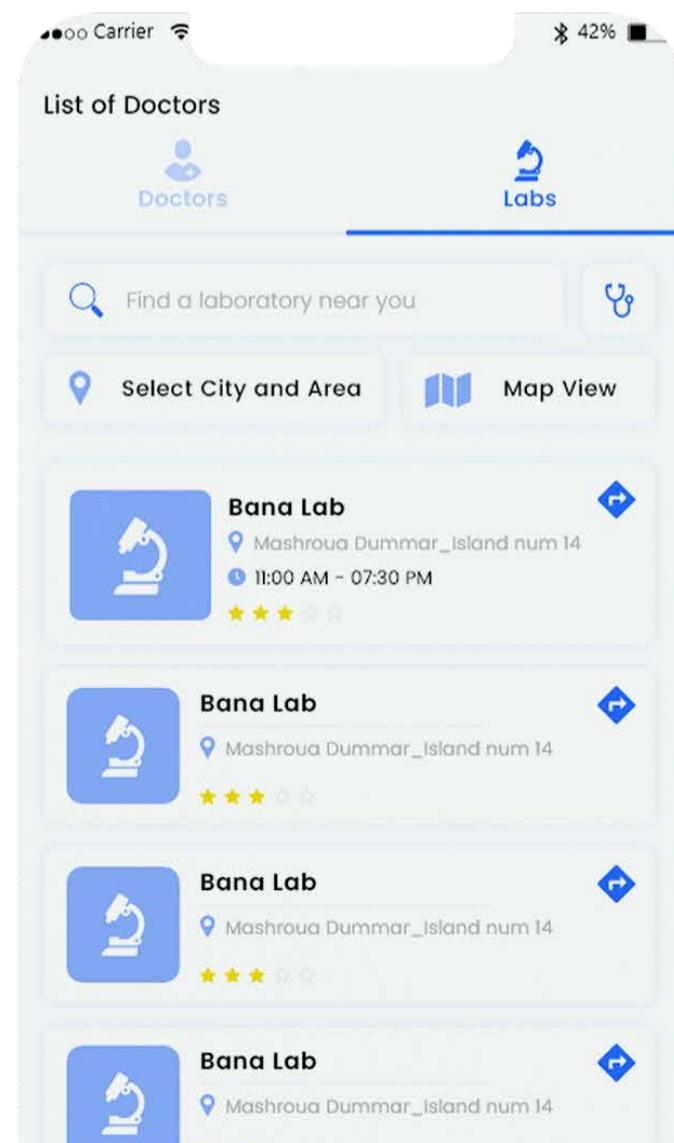 Carrier 42%
List of Doctors
Doctors Labs
Find a laboratory near you
Select City and Area Map View
Bana Lab
Mashroua Dummar_Island num 14
11:00 AM - 07:30 PM
Bana Lab
Mashroua Dummar_Island num 14
Bana Lab
Mashroua Dummar_Island num 14
Bana Lab
Mashroua Dummar_Island num 14